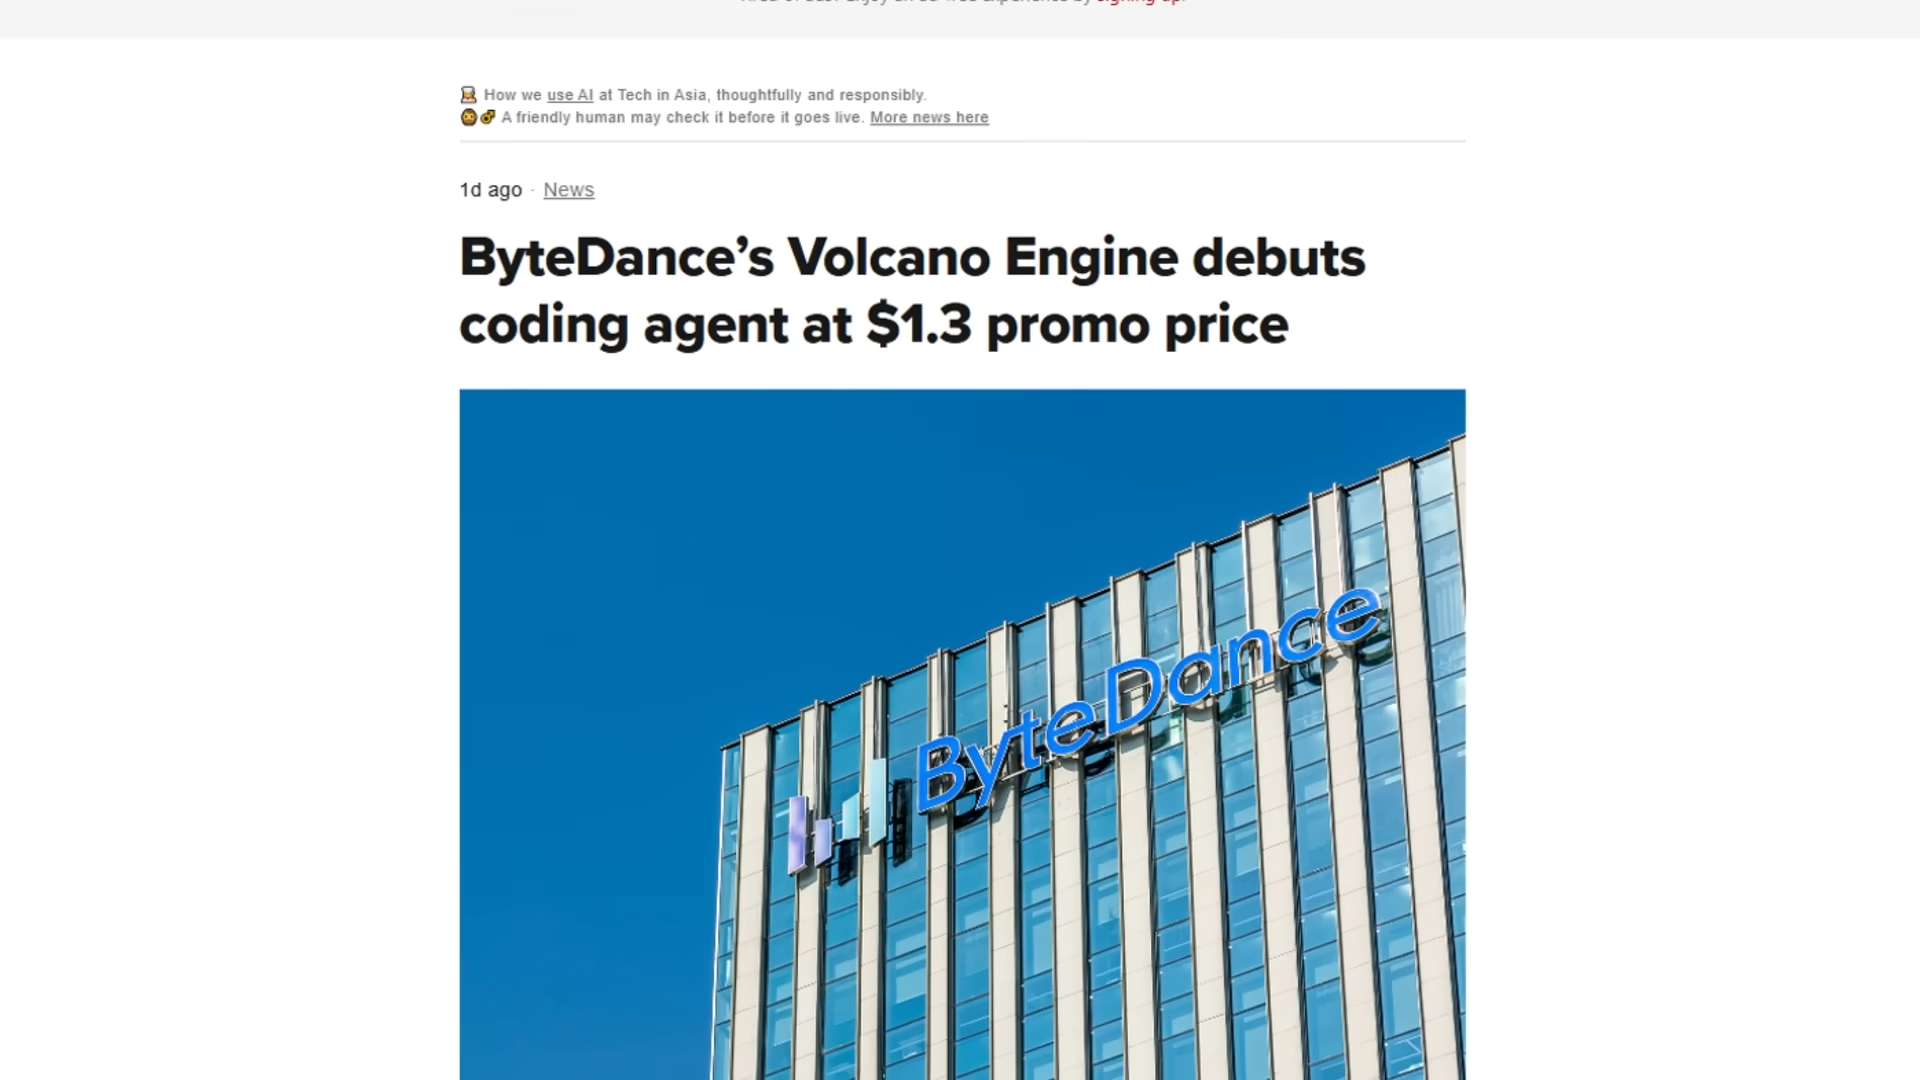 How we use AI at Tech in Asia, thoughtfully and responsibly.
A friendly human may check it before it goes live. More news here
1d ago · News
ByteDance’s Volcano Engine debuts
coding agent at $1.3 promo price
ByteDance